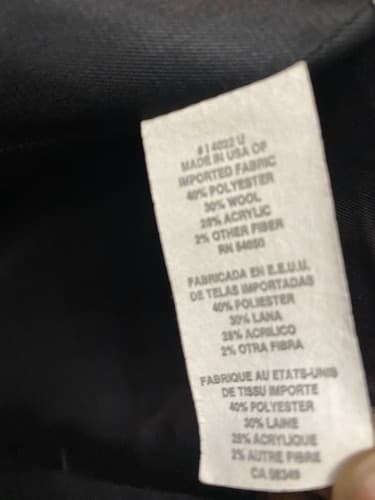 #14032 U
MADE IN USA OF
IMPORTED FABRIC
40% POLYESTER
30% WOOL
28% ACRYLIC
2% OTHER FIBER
RN 54050
FABRICADA EN E.E.U.U.
DE TELAS IMPORTADAS
40% POLIESTER
30% LANA
28% ACRILICO
2% OTRA FIBRA
FABRIQUE AU ETATS-UNIS
DE TISSU IMPORTE
40% POLYESTER
30% LAINE
28% ACRYLIQUE
2% AUTRE FIBRE
CA 08349